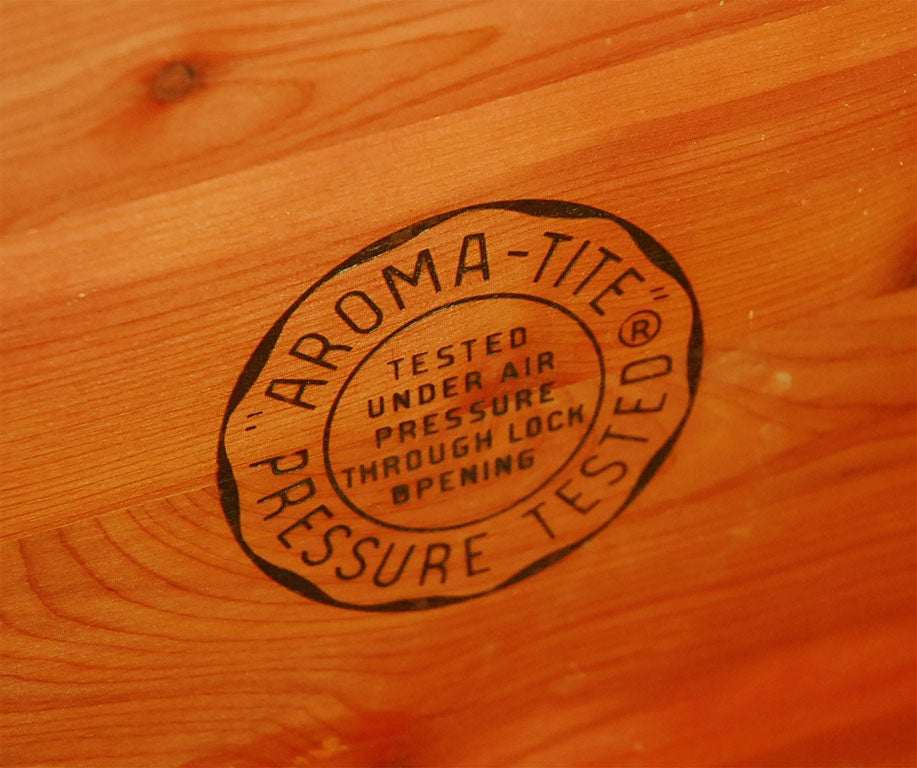 "AROMA-TITE"®
TESTED
UNDER AIR
PRESSURE
THROUGH LOCK
OPENING
PRESSURE TESTED